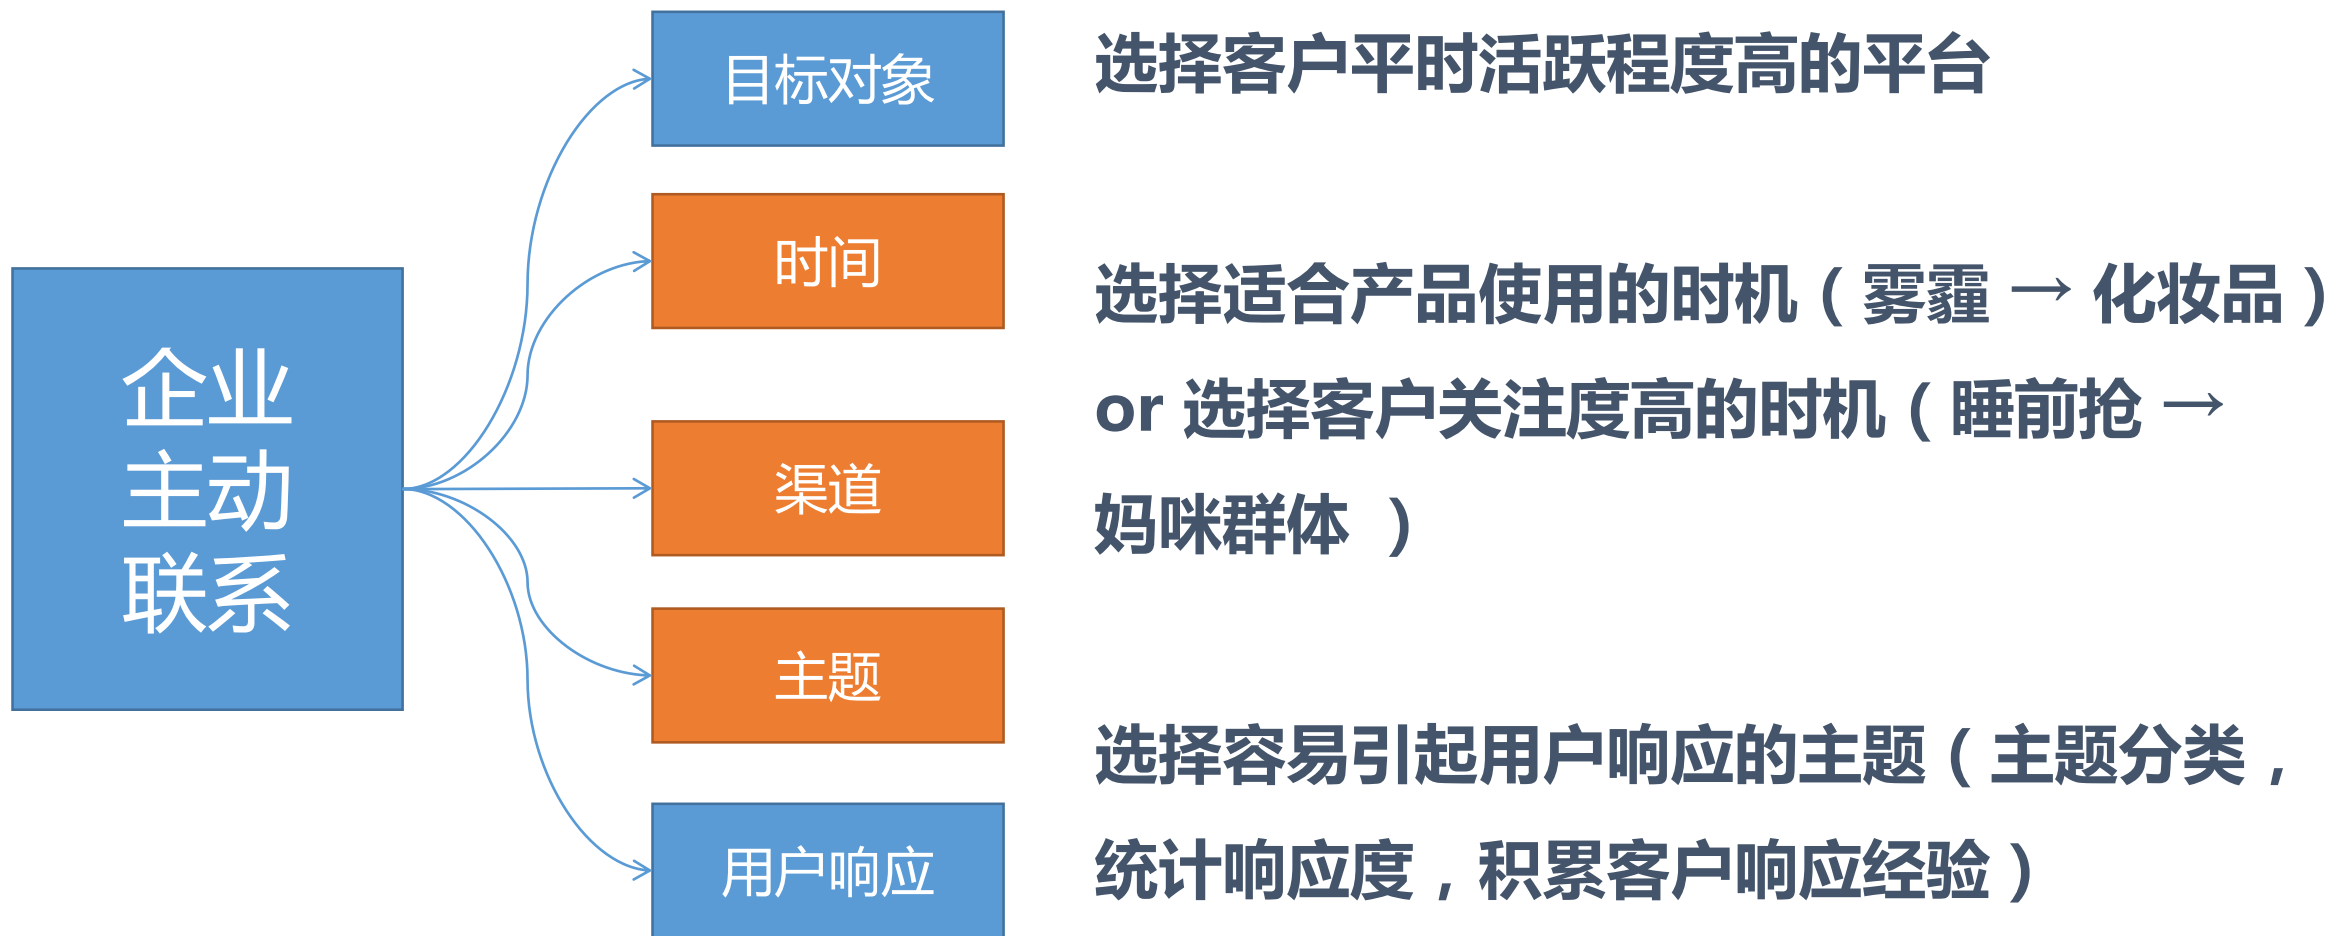 企业
主动
联系
目标对象
时间
渠道
主题
用户响应
选择客户平时活跃程度高的平台
选择适合产品使用的时机（雾霾 → 化妆品）
or 选择客户关注度高的时机（睡前抢 →
妈咪群体 ）
选择容易引起用户响应的主题（主题分类，
统计响应度，积累客户响应经验）